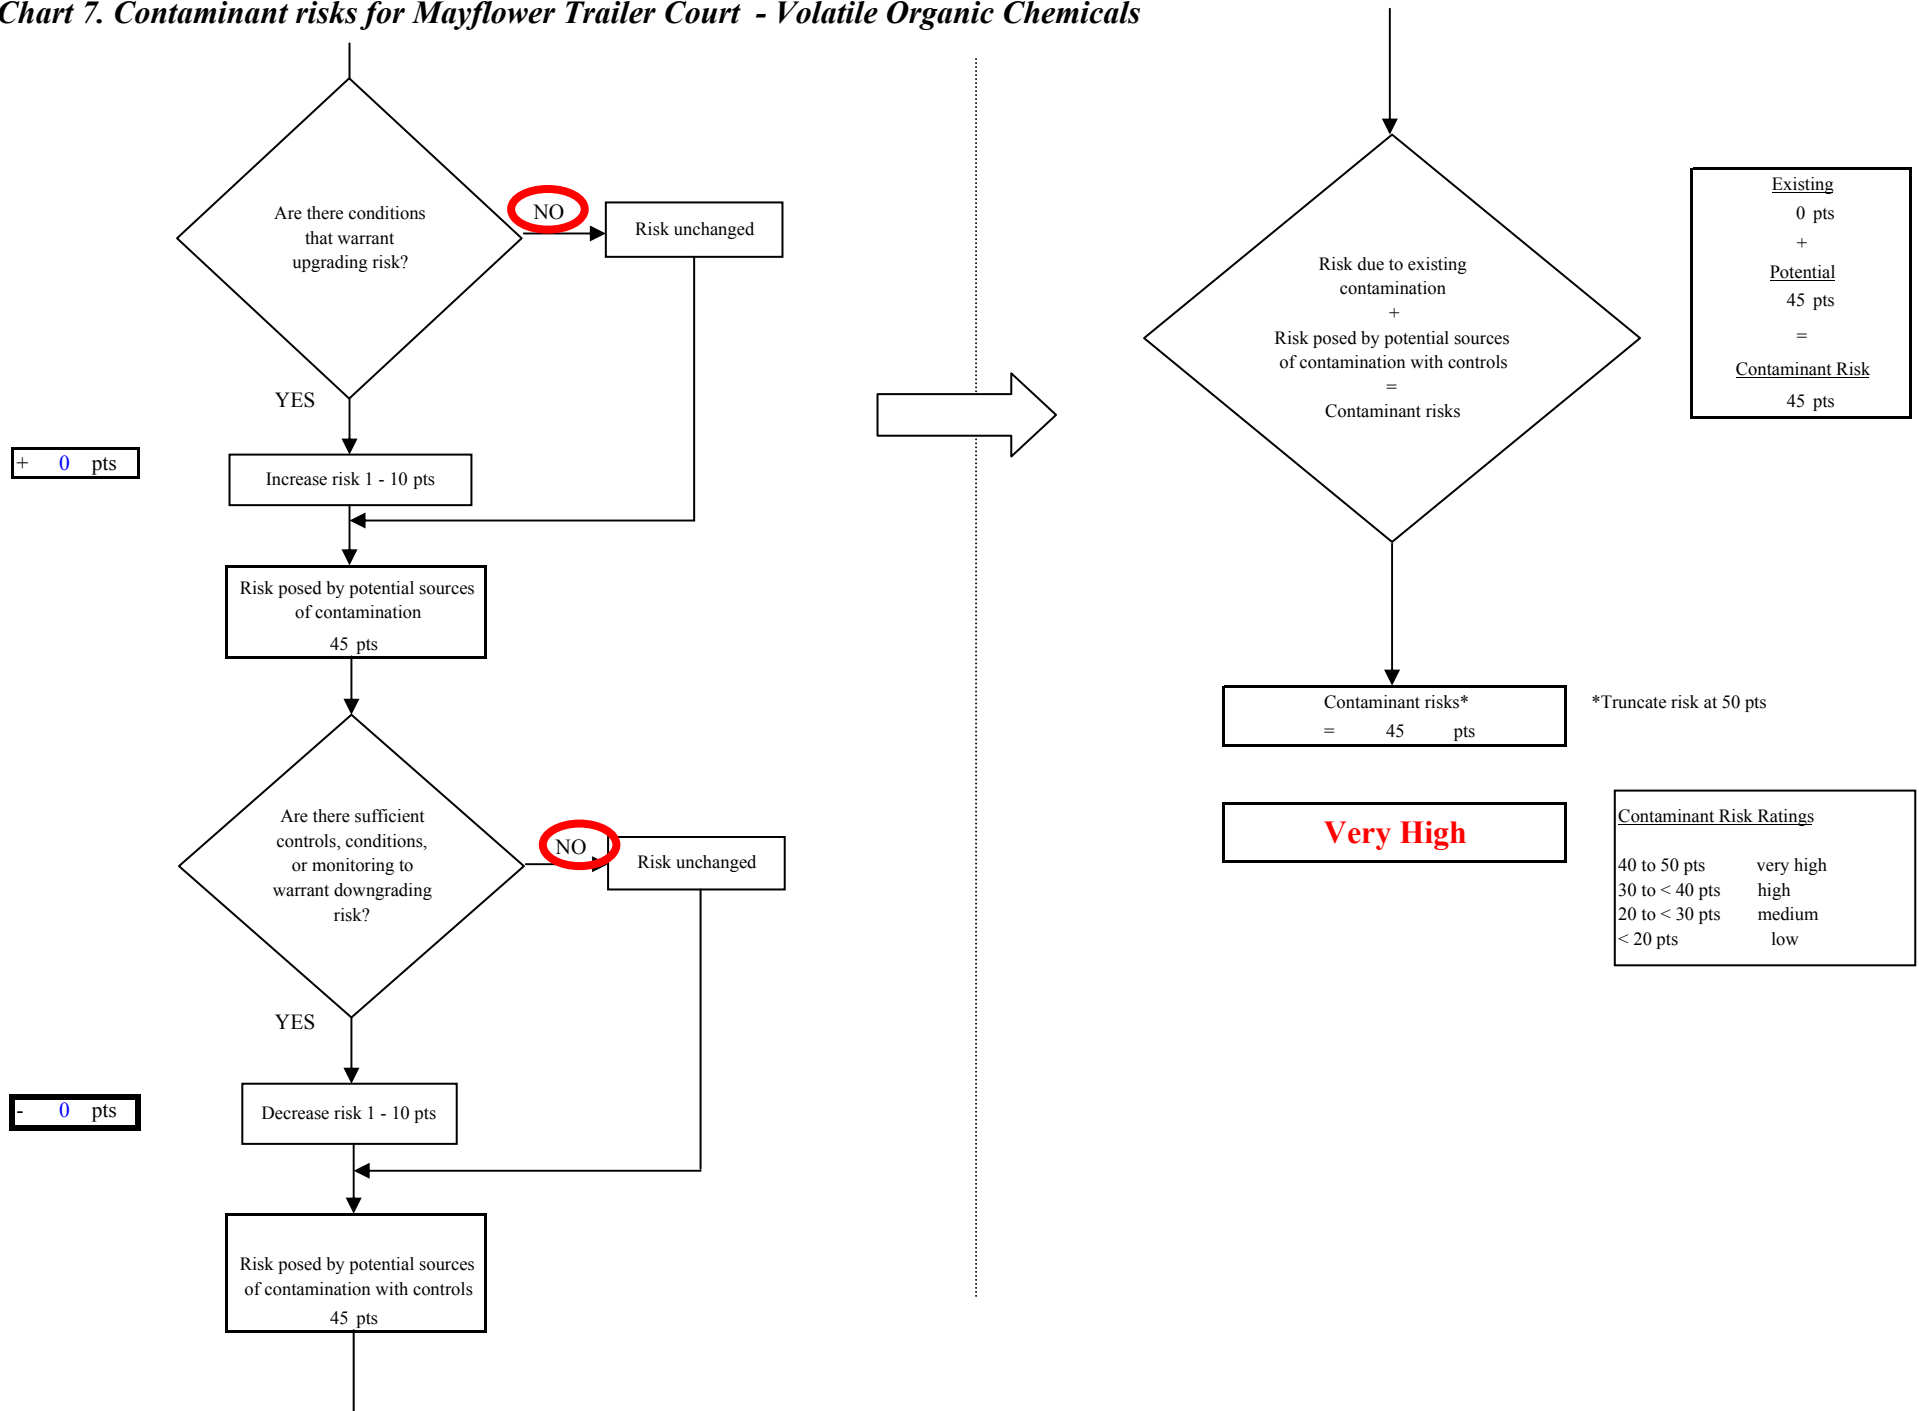 Chart 7. Contaminant risks for Mayflower Trailer Court - Volatile Organic Chemicals
Are there conditions
that warrant
upgrading risk?
NO
Risk unchanged
YES
+ 0 pts
Increase risk 1 - 10 pts
Risk posed by potential sources
of contamination
45 pts
Are there sufficient
controls, conditions,
or monitoring to
warrant downgrading
risk?
NO
Risk unchanged
YES
- 0 pts
Decrease risk 1 - 10 pts
Risk posed by potential sources
of contamination with controls
45 pts
Risk due to existing
contamination
+
Risk posed by potential sources
of contamination with controls
=
Contaminant risks
Existing
0 pts
+
Potential
45 pts
=
Contaminant Risk
45 pts
Contaminant risks*
= 45 pts
*Truncate risk at 50 pts
Very High
Contaminant Risk Ratings
40 to 50 pts very high
30 to < 40 pts high
20 to < 30 pts medium
< 20 pts low